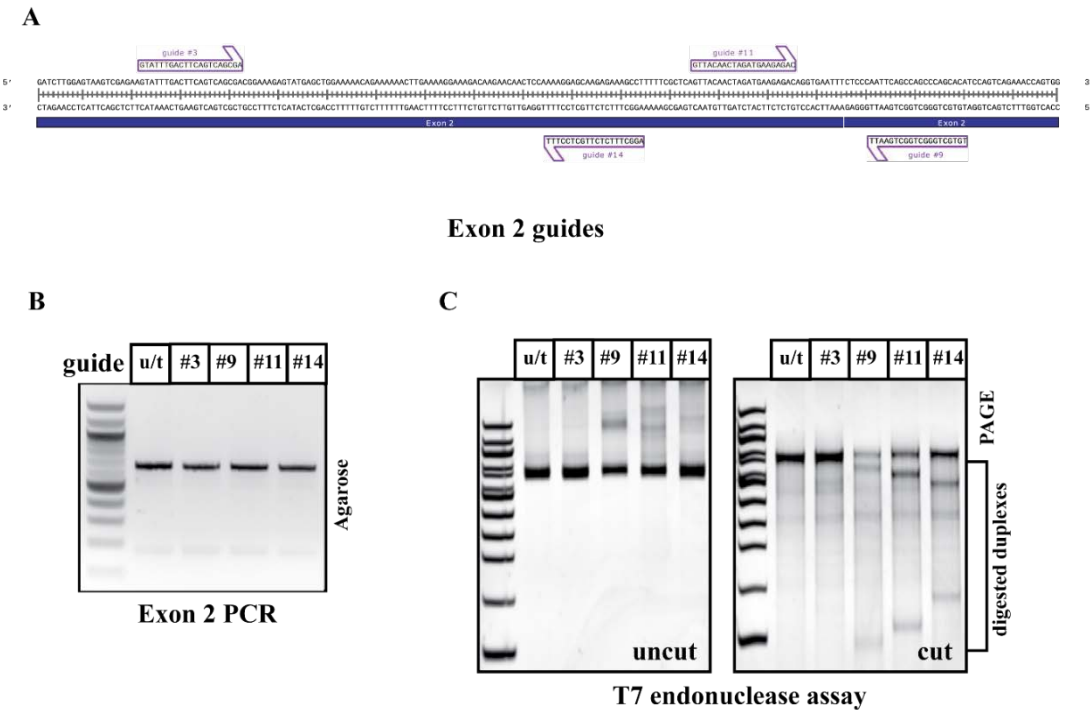 A
guide #3
guide #11
GTATTTGACTTCAGTCAGCGA
GTTACAACTAGATGAAGAGAC
5' GATCTTGGAGTAAGTCGAGAAGTATTTGACTTCAGTCAGCGACGGAAAGAGTATGAGCTGGAAAAACAGAAAAAACTTGAAAAGGAAAGACAAGAACAACTCCAAAAGGAGCAAGAGAAAGCCTTTTTCGCTCAGTTACAACTAGATGAAGAGACAGGTGAATTTCTCCCAATTCAGCCAGCCCAGCACATCCAGTCAGAAACCAGTGG 3
3' CTAGAACCTCATTCAGCTCTTCATAAACTGAAGTCAGTCGCTGCCTTTCTCATACTCGACCTTTTTGTCTTTTTTGAACTTTTCCTTTCTGTTCTTGTTGAGGTTTTCCTCGTTCTCTTTCGGAAAAAGCGAGTCAATGTTGATCTACTTCTCTGTCCACTTAAAGAGGGTTAAGTCGGTCGGGTCGTGTAGGTCAGTCTTTGGTCACC 5
Exon 2 Exon 2
TTTCCTCGTTCTCTTTCGGA
TTAAGTCGGTCGGGTCGTGT
guide #14
guide #9
Exon 2 guides
B
guide u/t #3 #9 #11 #14
Agarose
Exon 2 PCR
C
u/t #3 #9 #11 #14
uncut
u/t #3 #9 #11 #14
cut
PAGE
digested duplexes
T7 endonuclease assay